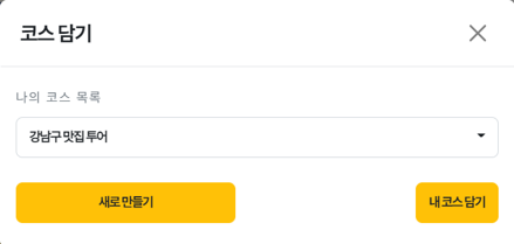 코스 담기
나의 코스 목록
강남구 맛집 투어
새로 만들기
내 코스 담기